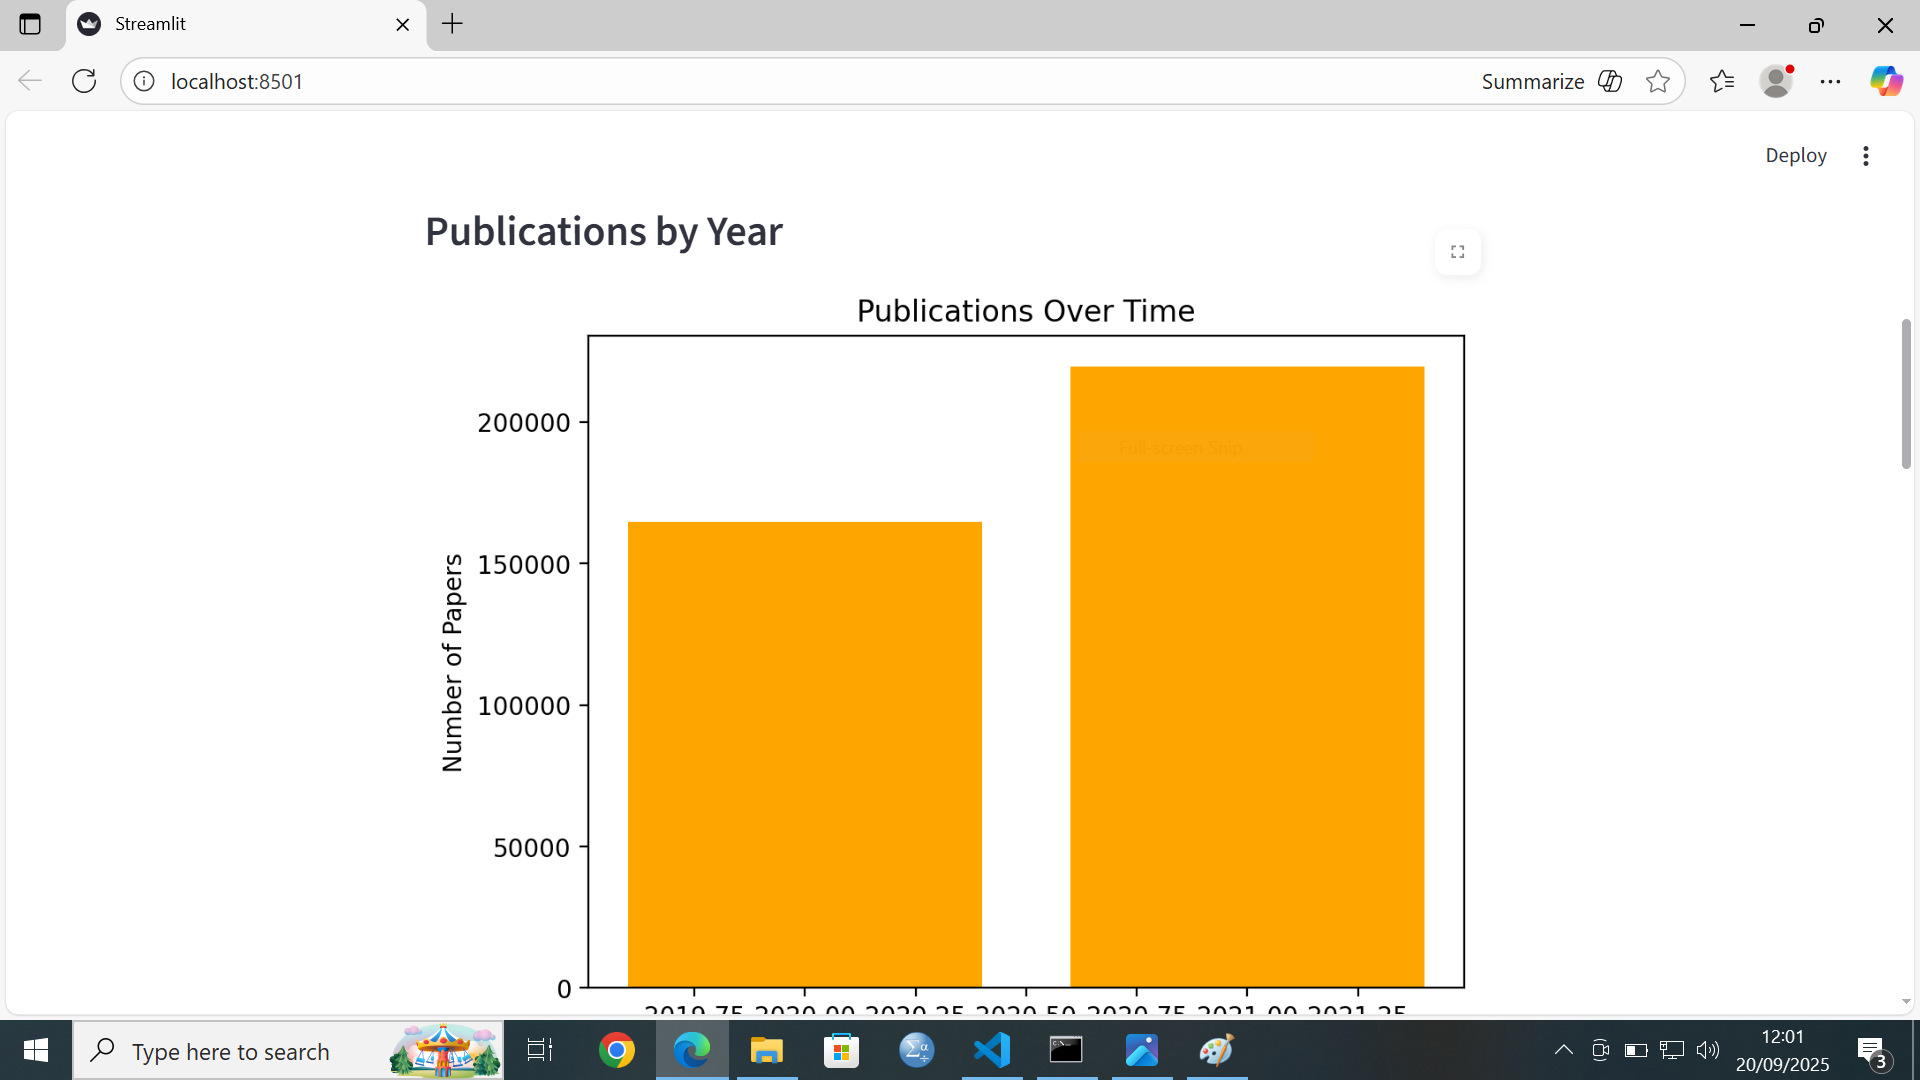 Streamlit
localhost:8501
Summarize
Deploy
Publications by Year
Publications Over Time
200000
150000
100000
50000
0
Number of Papers
Full-screen Snip
2019.75 2020.00 2020.25 2020.50 2020.75 2021.00 2021.25
Type here to search
12:01
20/09/2025
3